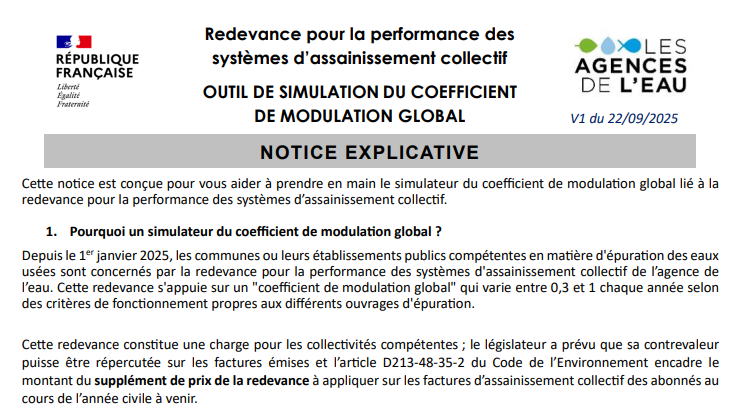 Redevance pour la performance des
systèmes d'assainissement collectif
OUTIL DE SIMULATION DU COEFFICIENT
DE MODULATION GLOBAL
RÉPUBLIQUE
FRANÇAISE
Liberté
Égalité
Fraternité
LES
AGENCES
DE L'EAU
V1 du 22/09/2025
NOTICE EXPLICATIVE
Cette notice est conçue pour vous aider à prendre en main le simulateur du coefficient de modulation global lié à la
redevance pour la performance des systèmes d'assainissement collectif.
1. Pourquoi un simulateur du coefficient de modulation global ?
Depuis le 1er janvier 2025, les communes ou leurs établissements publics compétentes en matière d'épuration des eaux
usées sont concernés par la redevance pour la performance des systèmes d'assainissement collectif de l'agence de
l'eau. Cette redevance s'appuie sur un "coefficient de modulation global" qui varie entre 0,3 et 1 chaque année selon
des critères de fonctionnement propres aux différents ouvrages d'épuration.
Cette redevance constitue une charge pour les collectivités compétentes ; le législateur a prévu que sa contrevaleur
puisse être répercutée sur les factures émises et l'article D213-48-35-2 du Code de l'Environnement encadre le
montant du supplément de prix de la redevance à appliquer sur les factures d'assainissement collectif des abonnés au
cours de l'année civile à venir.